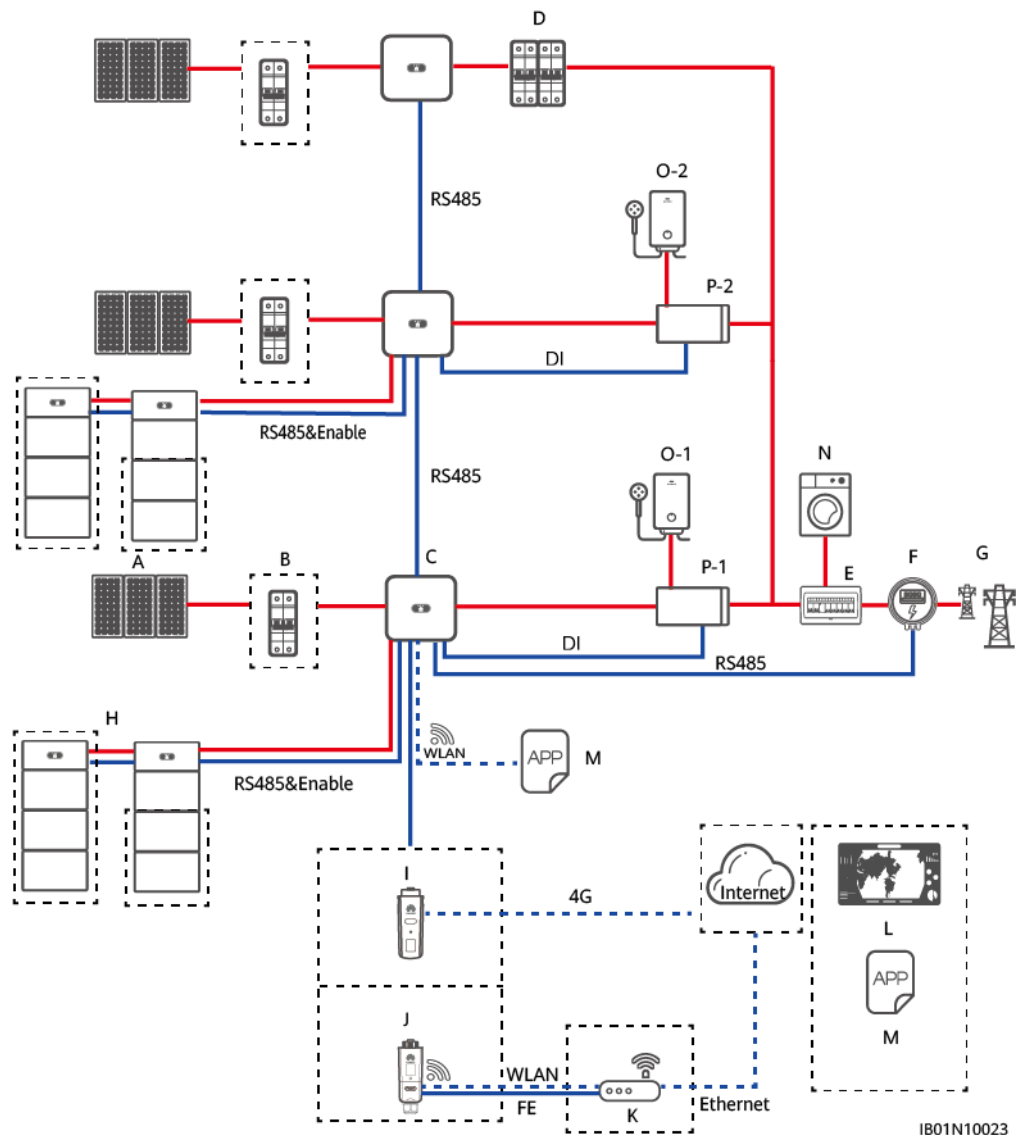 D
RS485
O-2
P-2
DI
RS485&Enable
RS485
O-1
N
A
B
C
P-1
E
F
G
DI
RS485
H
WLAN
APP
M
RS485&Enable
I
4G
Internet
L
APP
M
J
WLAN
FE
K
Ethernet
IB01N10023